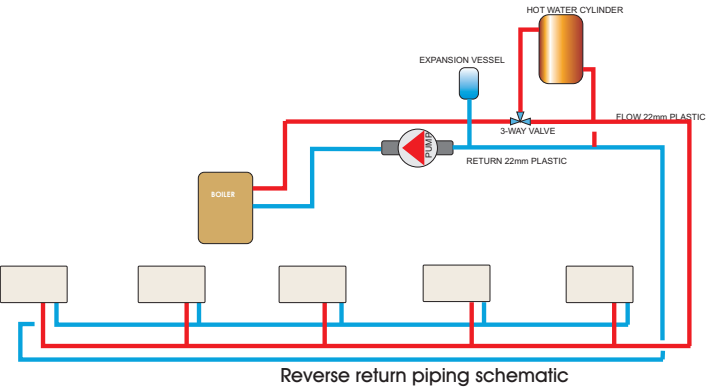 HOT WATER CYLINDER
EXPANSION VESSEL
FLOW 22mm PLASTIC
3-WAY VALVE
PUMP
RETURN 22mm PLASTIC
BOILER
Reverse return piping schematic